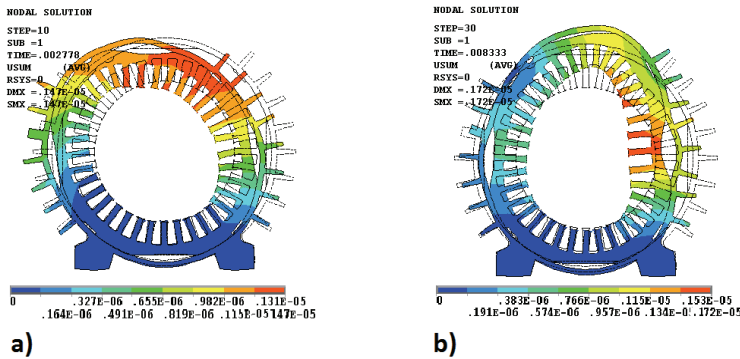 NODAL SOLUTION
STEP=10
SUB =1
TIME=.002778
USUM (AVG)
RSYS=0
DMX =.147E-05
SMX =.147E-05
0 .327E-06 .655E-06 .982E-06 .131E-05
.164E-06 .491E-06 .819E-06 .115E-05 .147E-05
a)
NODAL SOLUTION
STEP=30
SUB =1
TIME=.008333
USUM (AVG)
RSYS=0
DMX =.172E-05
SMX =.172E-05
0 .383E-06 .766E-06 .115E-05 .153E-05
.191E-06 .574E-06 .957E-06 .134E-05 .172E-05
b)